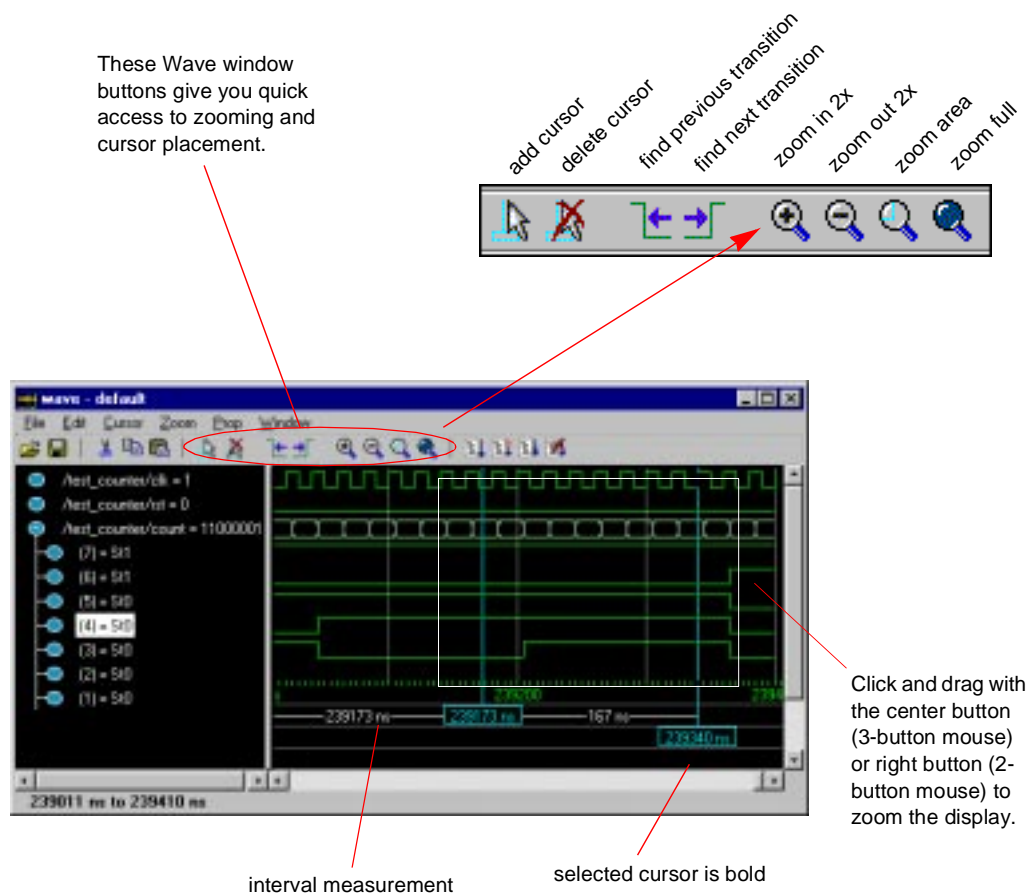 These Wave window
buttons give you quick
access to zooming and
cursor placement.
add cursor
delete cursor
find previous transition
find next transition
zoom in 2x
zoom out 2x
zoom area
zoom full
wave - default
File Edit Cursor Zoom Prop Window
/test_counter/clk = 1
/test_counter/rst = 0
/test_counter/count = 11000001
(7) = St1
(6) = St1
(5) = St0
(4) = St0
(3) = St0
(2) = St0
(1) = St0
239200
239173 ns
239173 ns
167 ns
239340 ns
239011 ns to 239410 ns
Click and drag with
the center button
(3-button mouse)
or right button (2-
button mouse) to
zoom the display.
interval measurement
selected cursor is bold